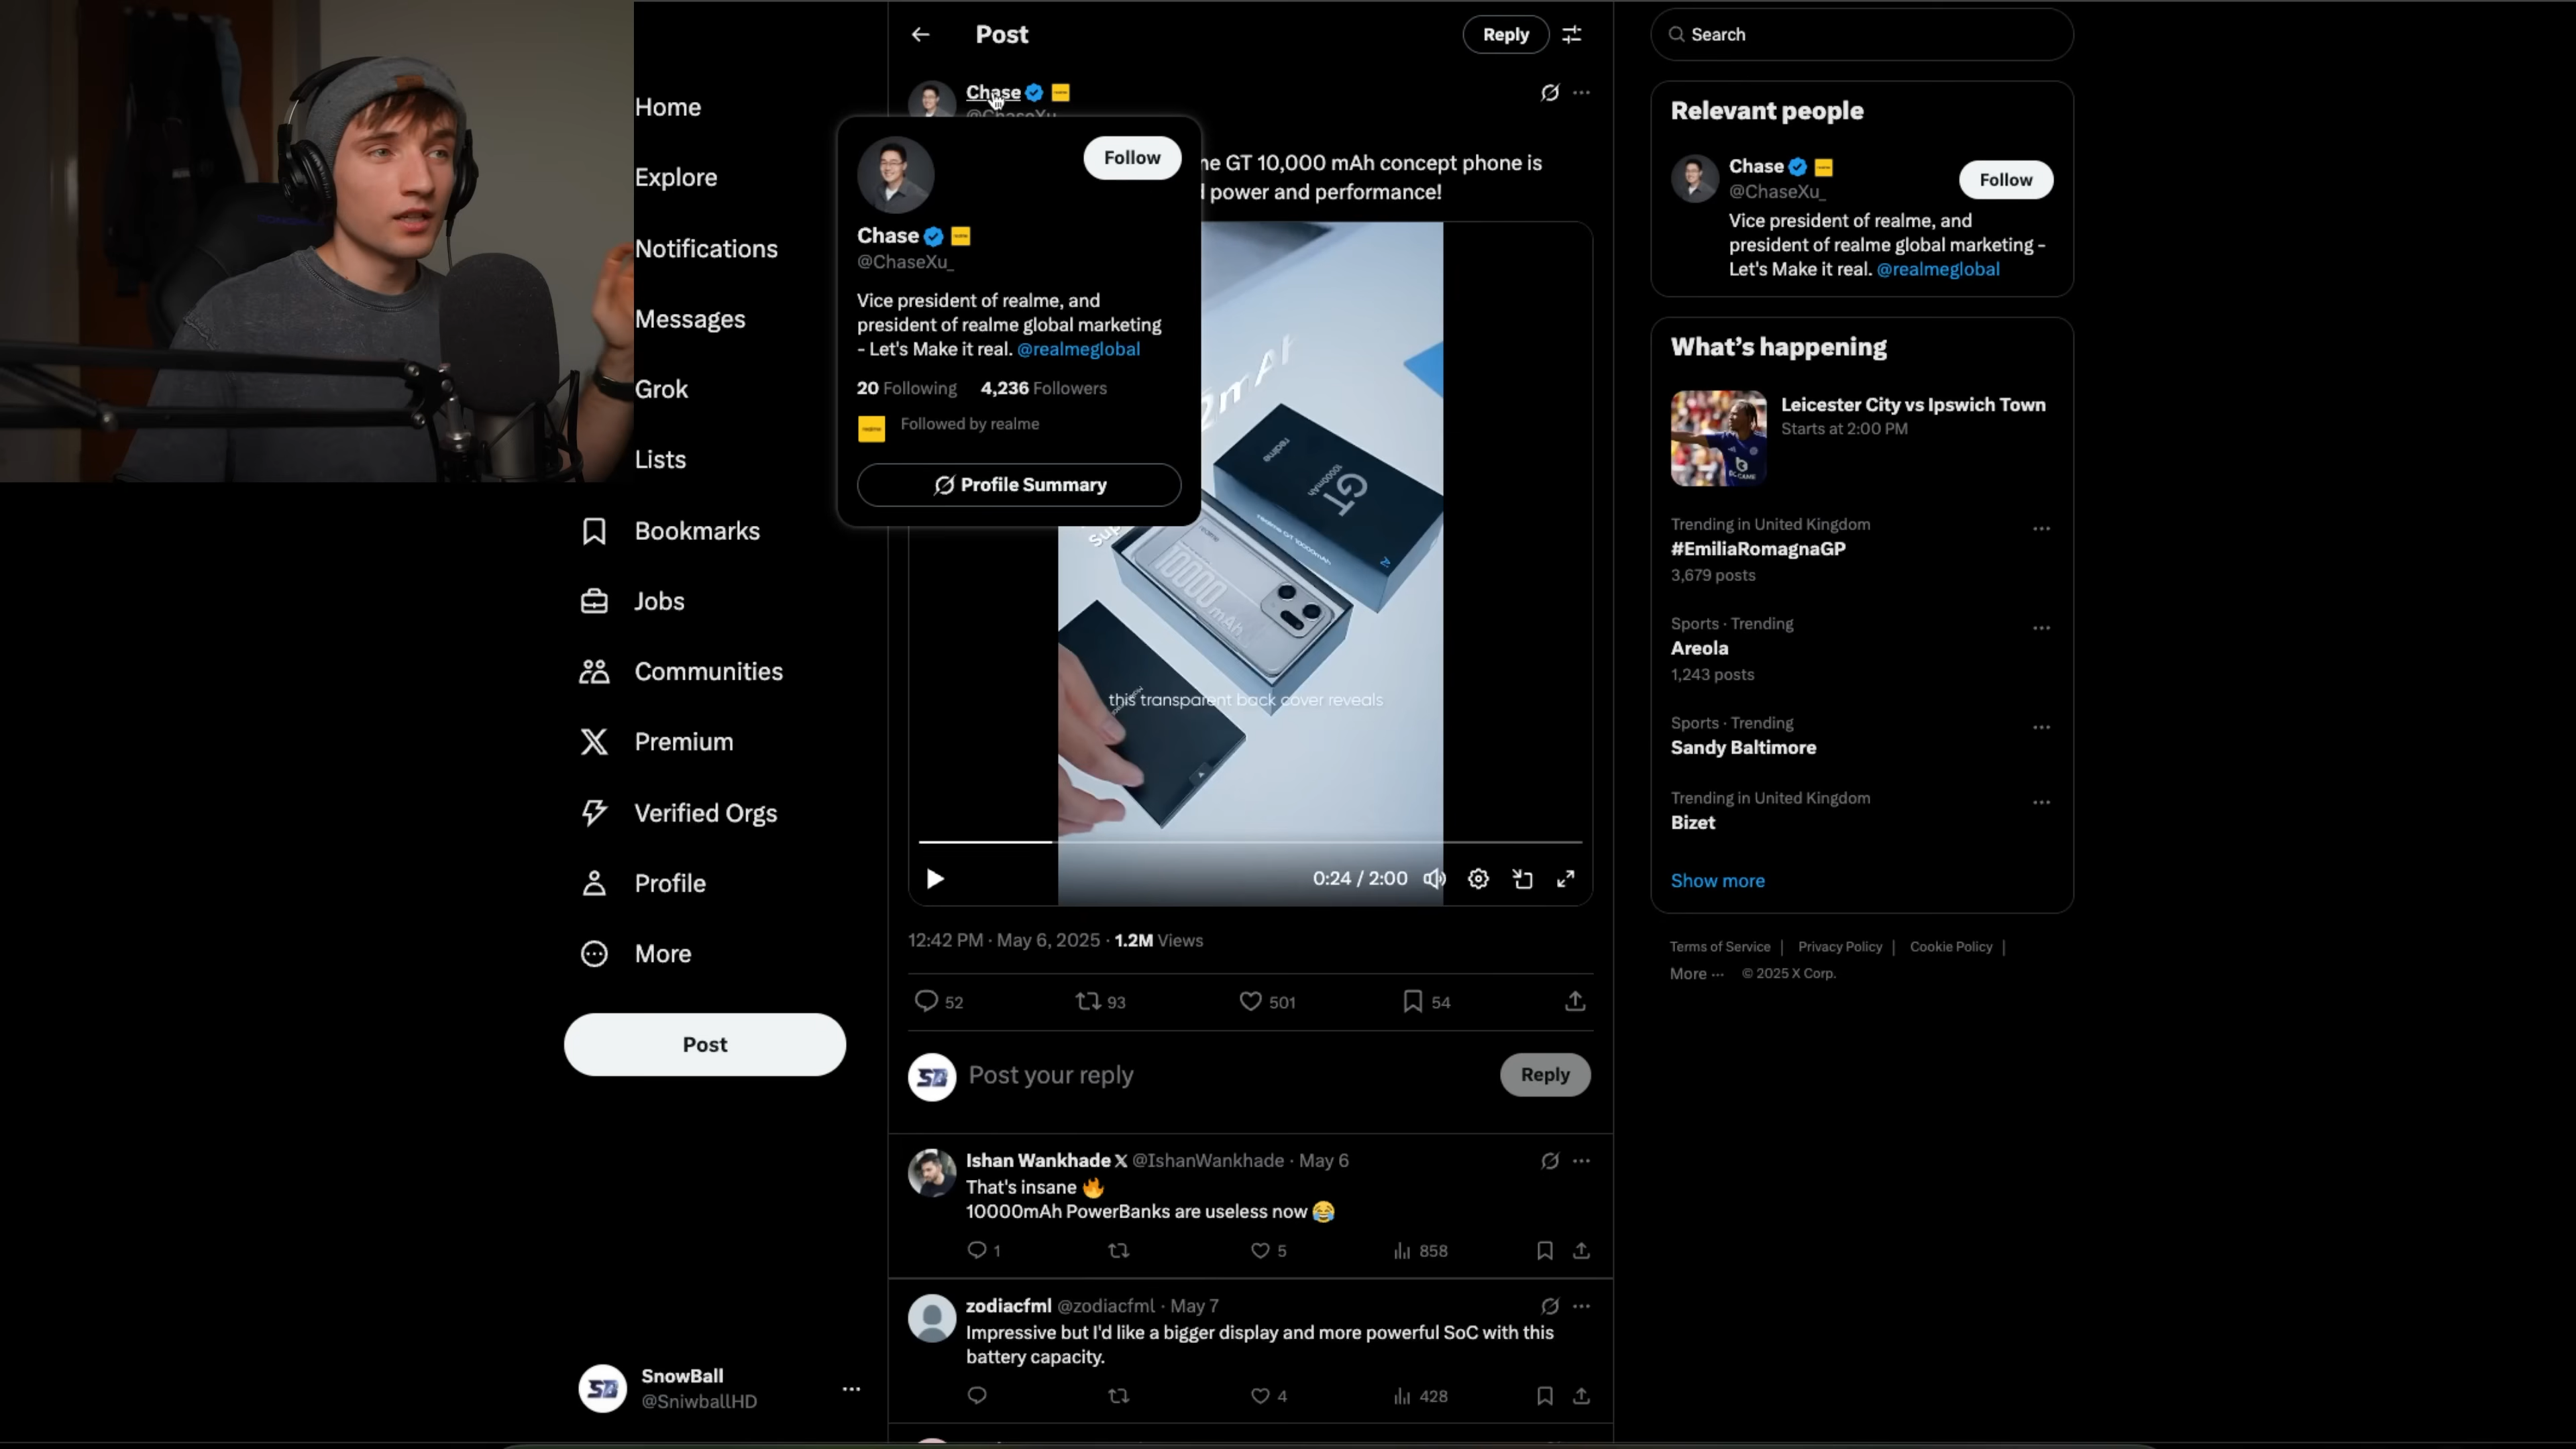 Home
Explore
Notifications
Messages
Grok
Lists
Bookmarks
Jobs
Communities
Premium
Verified Orgs
Profile
More
Post
SnowBall
@SniwballHD
Post
Reply
Chase
@ChaseXu_
GT 10,000 mAh concept phone is
power and performance!
Follow
Chase
@ChaseXu_
Vice president of realme, and
president of realme global marketing
- Let's Make it real. @realmeglobal
20 Following 4,236 Followers
Followed by realme
Profile Summary
realme
GT
10000mAh
realme GT 10000mAh
realme
10000mAh
this transparent back cover reveals
0:24 / 2:00
12:42 PM · May 6, 2025 · 1.2M Views
52 93 501 54
Post your reply
Reply
Ishan Wankhade @IshanWankhade · May 6
That's insane 🔥
10000mAh PowerBanks are useless now 😂
1 5 858
zodiacfml @zodiacfml · May 7
Impressive but I'd like a bigger display and more powerful SoC with this
battery capacity.
4 428
Search
Relevant people
Chase
@ChaseXu_
Follow
Vice president of realme, and
president of realme global marketing -
Let's Make it real. @realmeglobal
What's happening
Leicester City vs Ipswich Town
Starts at 2:00 PM
Trending in United Kingdom
#EmiliaRomagnaGP
3,679 posts
Sports · Trending
Areola
1,243 posts
Sports · Trending
Sandy Baltimore
Trending in United Kingdom
Bizet
Show more
Terms of Service | Privacy Policy | Cookie Policy |
More ··· © 2025 X Corp.